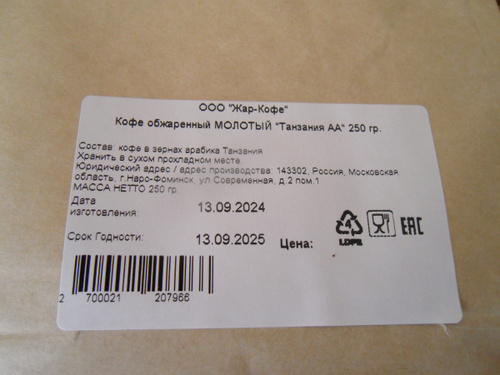 ООО "Жар-Кофе"
Кофе обжаренный МОЛОТЫЙ "Танзания АА" 250 гр.
Состав: кофе в зернах арабика Танзания
Хранить в сухом прохладном месте.
Юридический адрес / адрес производства: 143302, Россия, Московская
область, г.Наро-Фоминск, ул.Современная, д.2 пом.1
МАССА НЕТТО 250 гр.
Дата
изготовления: 13.09.2024
Срок Годности: 13.09.2025 Цена:
LDPE EAC
2 700021 207966